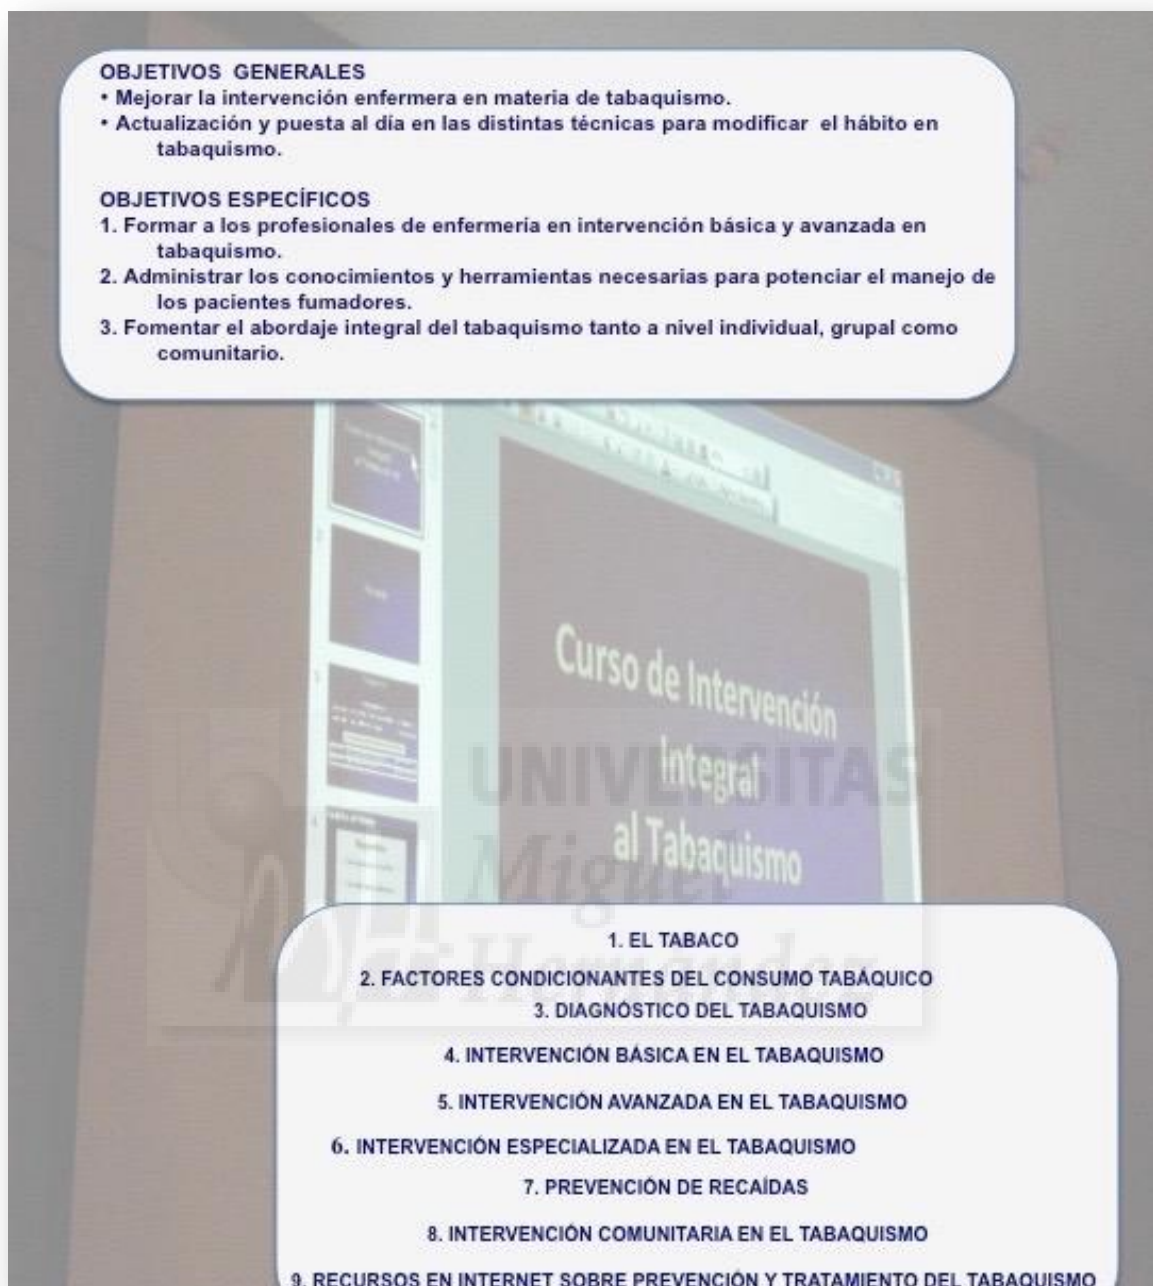 OBJETIVOS GENERALES
• Mejorar la intervención enfermera en materia de tabaquismo.
• Actualización y puesta al día en las distintas técnicas para modificar el hábito en
tabaquismo.
OBJETIVOS ESPECÍFICOS
1. Formar a los profesionales de enfermería en intervención básica y avanzada en
tabaquismo.
2. Administrar los conocimientos y herramientas necesarias para potenciar el manejo de
los pacientes fumadores.
3. Fomentar el abordaje integral del tabaquismo tanto a nivel individual, grupal como
comunitario.
Curso de Intervención
Integral
al Tabaquismo
UNIVERSITAS
Miguel
Hernández
1. EL TABACO
2. FACTORES CONDICIONANTES DEL CONSUMO TABÁQUICO
3. DIAGNÓSTICO DEL TABAQUISMO
4. INTERVENCIÓN BÁSICA EN EL TABAQUISMO
5. INTERVENCIÓN AVANZADA EN EL TABAQUISMO
6. INTERVENCIÓN ESPECIALIZADA EN EL TABAQUISMO
7. PREVENCIÓN DE RECAÍDAS
8. INTERVENCIÓN COMUNITARIA EN EL TABAQUISMO
9. RECURSOS EN INTERNET SOBRE PREVENCIÓN Y TRATAMIENTO DEL TABAQUISMO